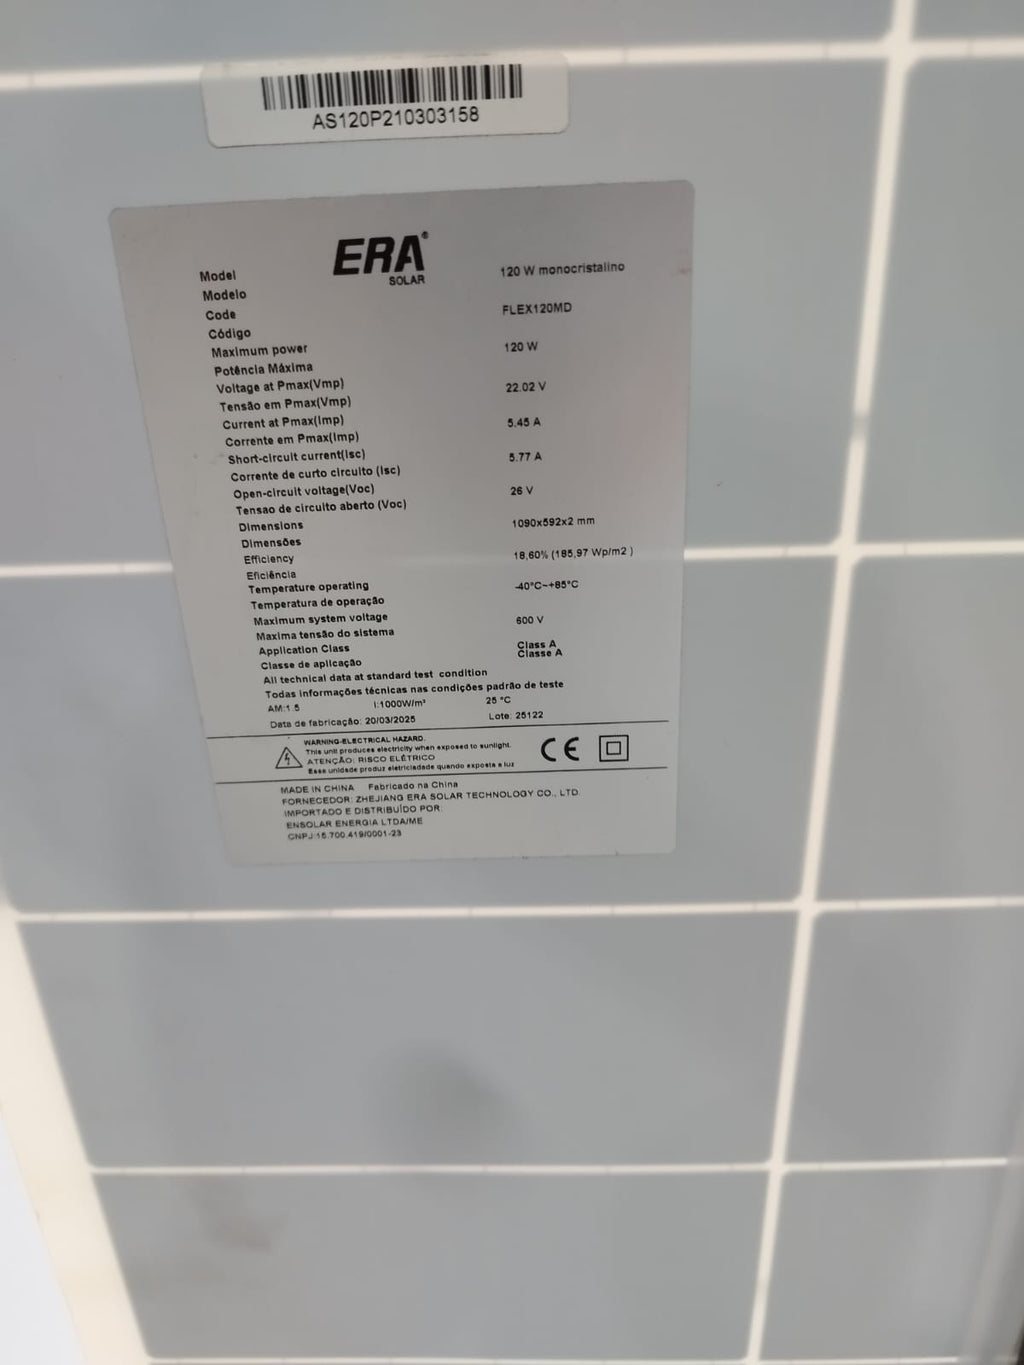 AS120P210303158
ERA®
SOLAR
Model 120 W monocristalino
Modelo
Code FLEX120MD
Código
Maximum power 120 W
Potência Máxima
Voltage at Pmax(Vmp) 22.02 V
Tensão em Pmax(Vmp)
Current at Pmax(Imp) 5.45 A
Corrente em Pmax(Imp)
Short-circuit current(Isc) 5.77 A
Corrente de curto circuito (Isc)
Open-circuit voltage(Voc) 26 V
Tensao de circuito aberto (Voc)
Dimensions 1090x592x2 mm
Dimensões
Efficiency 18,60% (185,97 Wp/m2 )
Eficiência
Temperature operating -40°C~+85°C
Temperatura de operação
Maximum system voltage 600 V
Maxima tensão do sistema
Application Class Class A
Classe de aplicação Classe A
All technical data at standard test condition
Todas informações técnicas nas condições padrão de teste
AM:1.5 I:1000W/m² 25 °C
Data de fabricação: 20/03/2025 Lote: 25122
WARNING-ELECTRICAL HAZARD.
This unit produces electricity when exposed to sunlight.
ATENÇÃO: RISCO ELÉTRICO
Esse unidade produz eletriciadade quando exposta a luz
CE
MADE IN CHINA Fabricado na China
FORNECEDOR: ZHEJIANG ERA SOLAR TECHNOLOGY CO., LTD.
IMPORTADO E DISTRIBUÍDO POR:
ENSOLAR ENERGIA LTDA/ME
CNPJ:15.700.419/0001-23